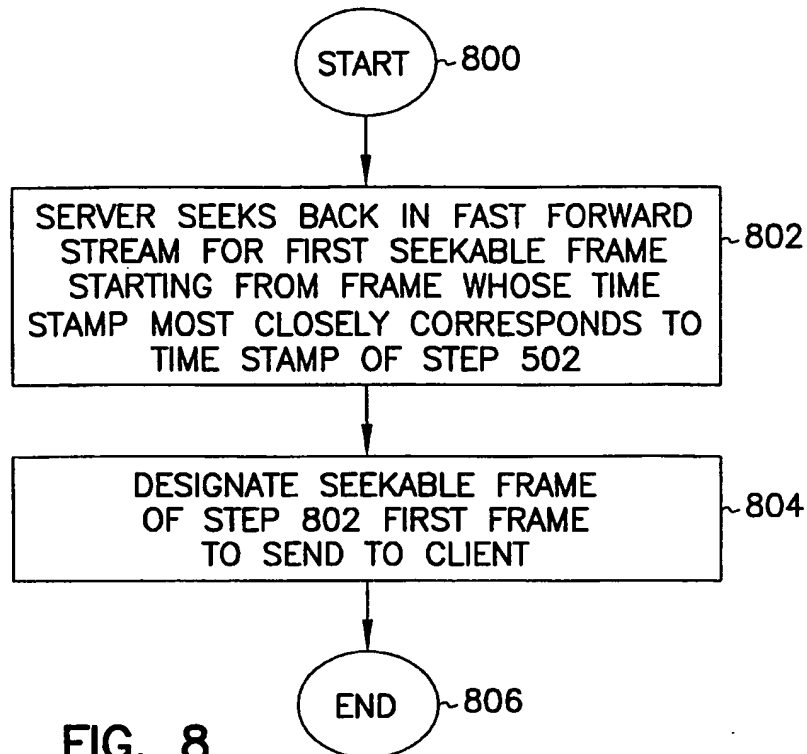 START
800
SERVER SEEKS BACK IN FAST FORWARD
STREAM FOR FIRST SEEKABLE FRAME
STARTING FROM FRAME WHOSE TIME
STAMP MOST CLOSELY CORRESPONDS TO
TIME STAMP OF STEP 502
802
DESIGNATE SEEKABLE FRAME
OF STEP 802 FIRST FRAME
TO SEND TO CLIENT
804
END
806
FIG. 8